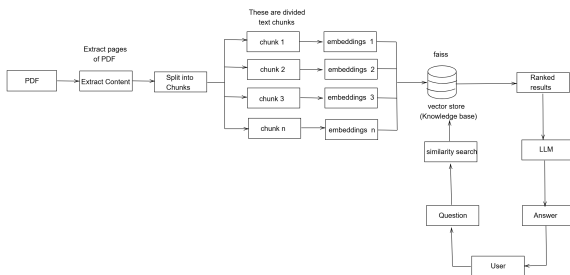 These are divided
text chunks
Extract pages
of PDF
PDF
Extract Content
Split into
Chunks
chunk 1
embeddings 1
chunk 2
embeddings 2
chunk 3
embeddings 3
chunk n
embeddings n
faiss
vector store
(Knowledge base)
Ranked
results
similarity search
LLM
Question
Answer
User